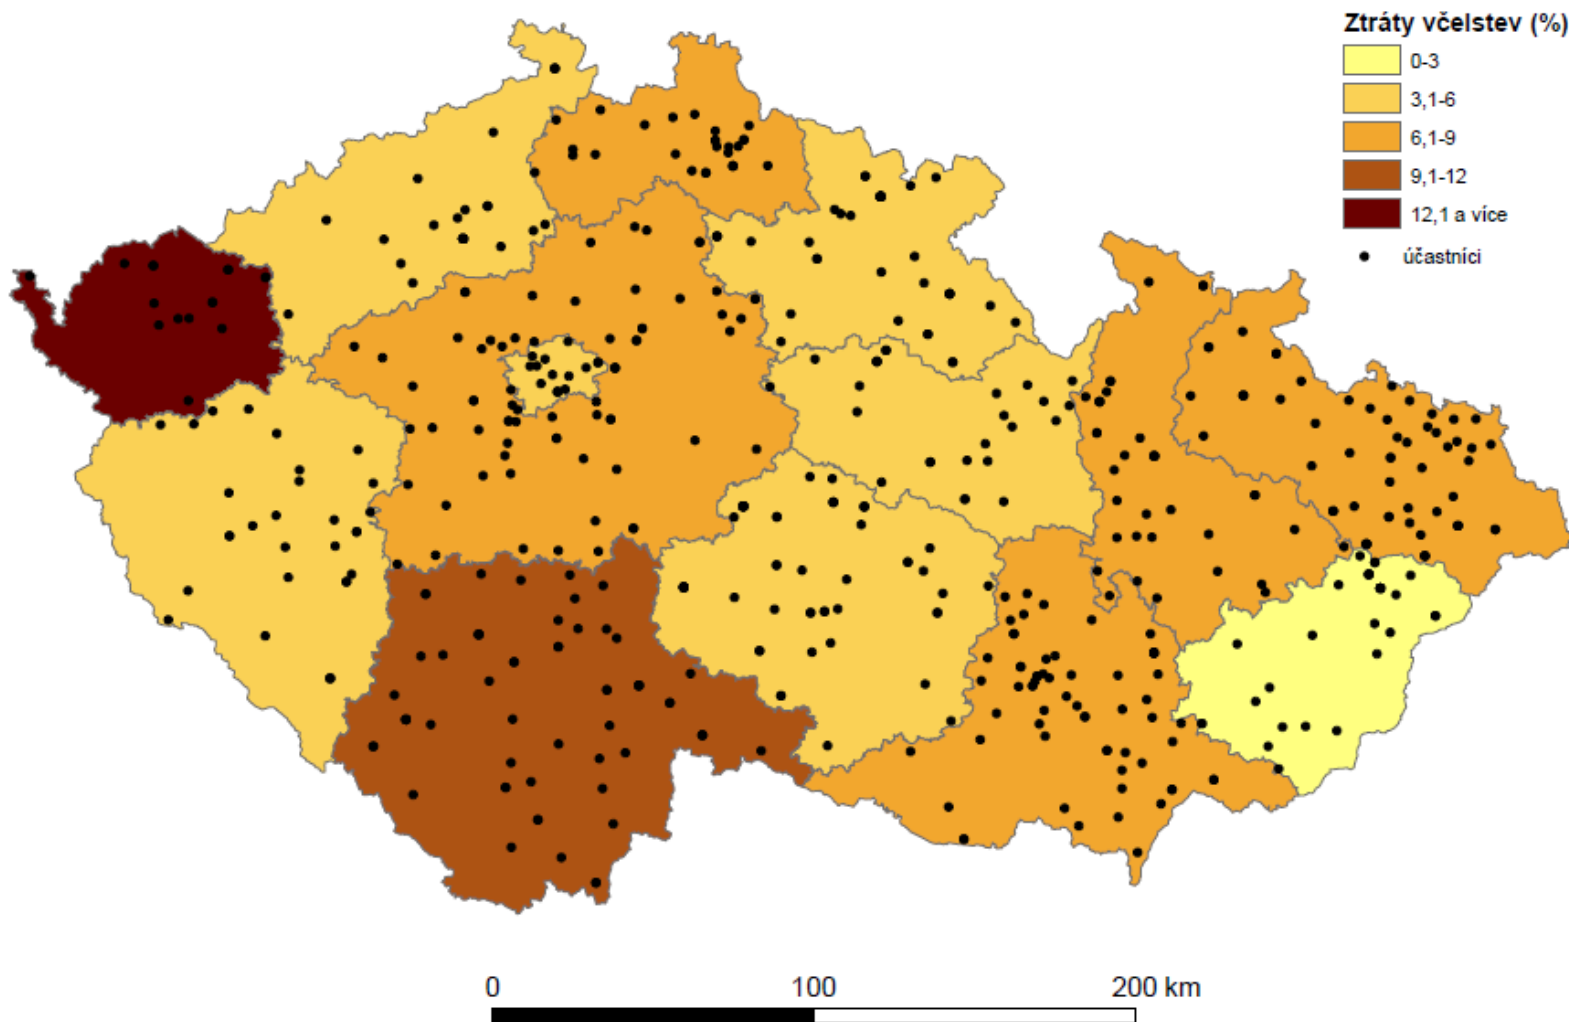 Ztráty včelstev (%)
0-3
3,1-6
6,1-9
9,1-12
12,1 a více
účastníci
0 100 200 km